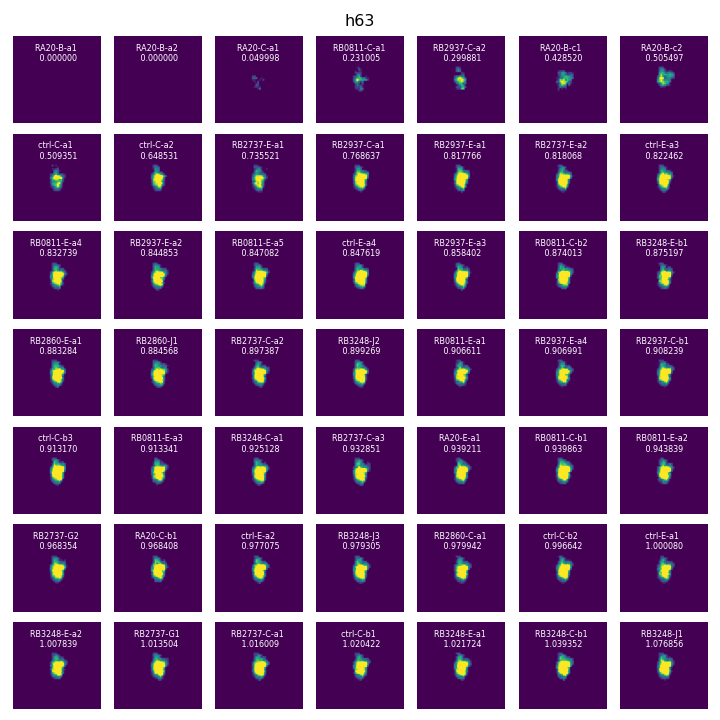 h63
RA20-B-a1
0.000000
RA20-B-a2
0.000000
RA20-C-a1
0.049998
RB0811-C-a1
0.231005
RB2937-C-a2
0.299881
RA20-B-c1
0.428520
RA20-B-c2
0.505497
ctrl-C-a1
0.509351
ctrl-C-a2
0.648531
RB2737-E-a1
0.735521
RB2937-C-a1
0.768637
RB2937-E-a1
0.817766
RB2737-E-a2
0.818068
ctrl-E-a3
0.822462
RB0811-E-a4
0.832739
RB2937-E-a2
0.844853
RB0811-E-a5
0.847082
ctrl-E-a4
0.847619
RB2937-E-a3
0.858402
RB0811-C-b2
0.874013
RB3248-E-b1
0.875197
RB2860-E-a1
0.883284
RB2860-J1
0.884568
RB2737-C-a2
0.897387
RB3248-J2
0.899269
RB0811-E-a1
0.906611
RB2937-E-a4
0.906991
RB2937-C-b1
0.908239
ctrl-C-b3
0.913170
RB0811-E-a3
0.913341
RB3248-C-a1
0.925128
RB2737-C-a3
0.932851
RA20-E-a1
0.939211
RB0811-C-b1
0.939863
RB0811-E-a2
0.943839
RB2737-G2
0.968354
RA20-C-b1
0.968408
ctrl-E-a2
0.977075
RB3248-J3
0.979305
RB2860-C-a1
0.979942
ctrl-C-b2
0.996642
ctrl-E-a1
1.000080
RB3248-E-a2
1.007839
RB2737-G1
1.013504
RB2737-C-a1
1.016009
ctrl-C-b1
1.020422
RB3248-E-a1
1.021724
RB3248-C-b1
1.039352
RB3248-J1
1.076856